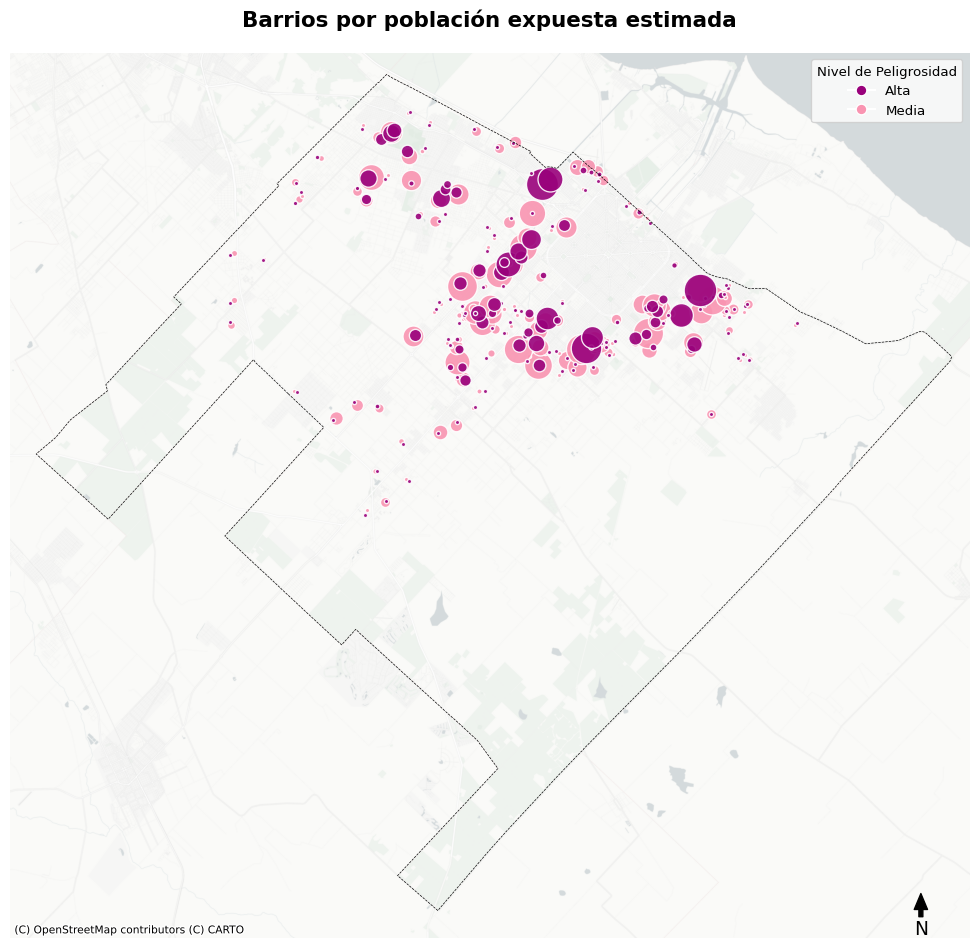 Barrios por población expuesta estimada
Nivel de Peligrosidad
Alta
Media
(C) OpenStreetMap contributors (C) CARTO
N